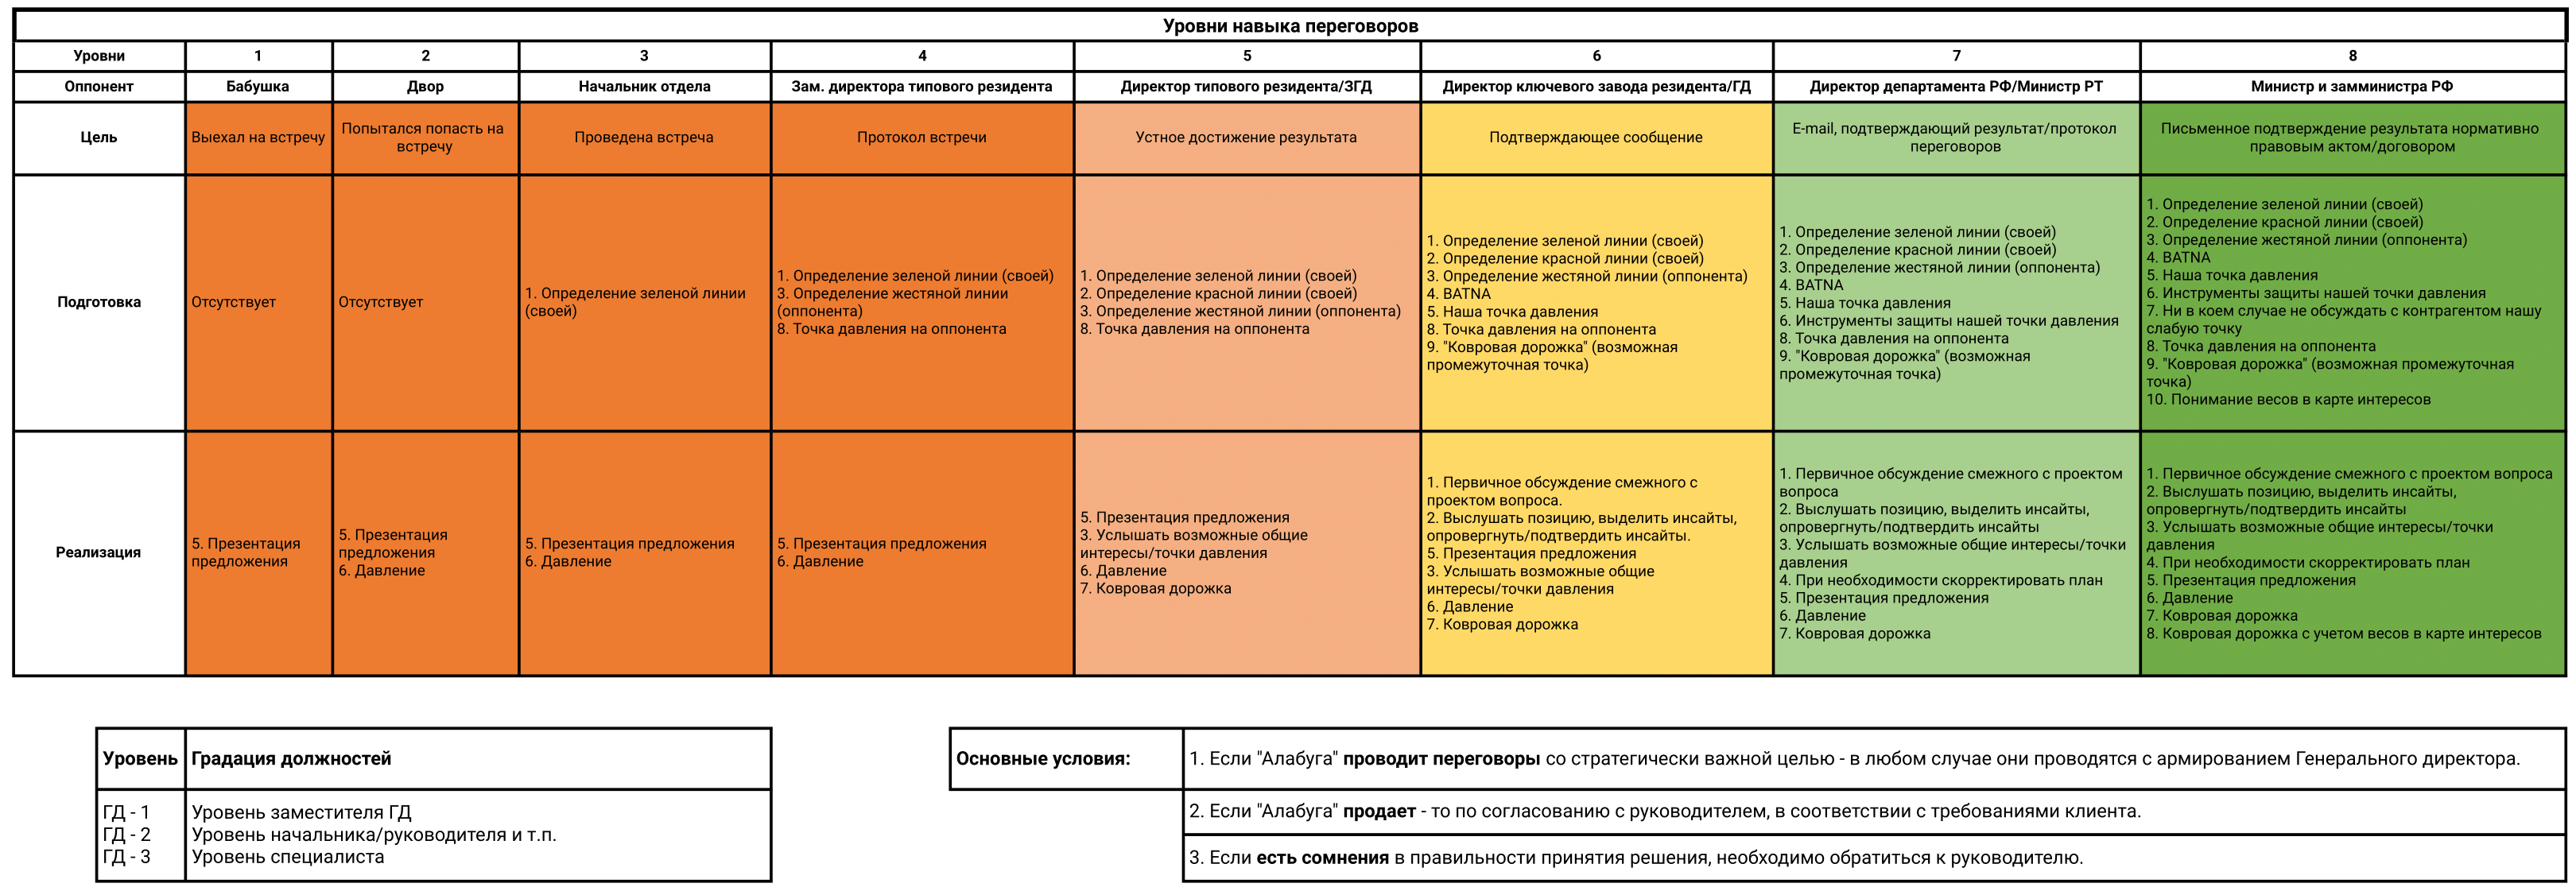 Уровни навыка переговоров
Уровни 1 2 3 4 5 6 7 8
Оппонент Бабушка Двор Начальник отдела Зам. директора типового резидента Директор типового резидента/ЗГД Директор ключевого завода резидента/ГД Директор департамента РФ/Министр РТ Министр и замминистра РФ
Цель
Выехал на встречу
Попытался попасть на
встречу
Проведена встреча
Протокол встречи
Устное достижение результата
Подтверждающее сообщение
E-mail, подтверждающий результат/протокол
переговоров
Письменное подтверждение результата нормативно
правовым актом/договором
Подготовка
Отсутствует
Отсутствует
1. Определение зеленой линии
(своей)
1. Определение зеленой линии (своей)
3. Определение жестяной линии
(оппонента)
8. Точка давления на оппонента
1. Определение зеленой линии (своей)
2. Определение красной линии (своей)
3. Определение жестяной линии (оппонента)
8. Точка давления на оппонента
1. Определение зеленой линии (своей)
2. Определение красной линии (своей)
3. Определение жестяной линии (оппонента)
4. BATNA
5. Наша точка давления
8. Точка давления на оппонента
9. "Ковровая дорожка" (возможная
промежуточная точка)
1. Определение зеленой линии (своей)
2. Определение красной линии (своей)
3. Определение жестяной линии (оппонента)
4. BATNA
5. Наша точка давления
6. Инструменты защиты нашей точки давления
8. Точка давления на оппонента
9. "Ковровая дорожка" (возможная
промежуточная точка)
1. Определение зеленой линии (своей)
2. Определение красной линии (своей)
3. Определение жестяной линии (оппонента)
4. BATNA
5. Наша точка давления
6. Инструменты защиты нашей точки давления
7. Ни в коем случае не обсуждать с контрагентом нашу
слабую точку
8. Точка давления на оппонента
9. "Ковровая дорожка" (возможная промежуточная
точка)
10. Понимание весов в карте интересов
Реализация
5. Презентация
предложения
5. Презентация
предложения
6. Давление
5. Презентация предложения
6. Давление
5. Презентация предложения
6. Давление
5. Презентация предложения
3. Услышать возможные общие
интересы/точки давления
6. Давление
7. Ковровая дорожка
1. Первичное обсуждение смежного с
проектом вопроса.
2. Выслушать позицию, выделить инсайты,
опровергнуть/подтвердить инсайты.
5. Презентация предложения
3. Услышать возможные общие
интересы/точки давления
6. Давление
7. Ковровая дорожка
1. Первичное обсуждение смежного с проектом
вопроса
2. Выслушать позицию, выделить инсайты,
опровергнуть/подтвердить инсайты
3. Услышать возможные общие интересы/точки
давления
4. При необходимости скорректировать план
5. Презентация предложения
6. Давление
7. Ковровая дорожка
1. Первичное обсуждение смежного с проектом вопроса
2. Выслушать позицию, выделить инсайты,
опровергнуть/подтвердить инсайты
3. Услышать возможные общие интересы/точки
давления
4. При необходимости скорректировать план
5. Презентация предложения
6. Давление
7. Ковровая дорожка
8. Ковровая дорожка с учетом весов в карте интересов
Уровень Градация должностей
ГД - 1 Уровень заместителя ГД
ГД - 2 Уровень начальника/руководителя и т.п.
ГД - 3 Уровень специалиста
Основные условия: 1. Если "Алабуга" проводит переговоры со стратегически важной целью - в любом случае они проводятся с армированием Генерального директора.
2. Если "Алабуга" продает - то по согласованию с руководителем, в соответствии с требованиями клиента.
3. Если есть сомнения в правильности принятия решения, необходимо обратиться к руководителю.